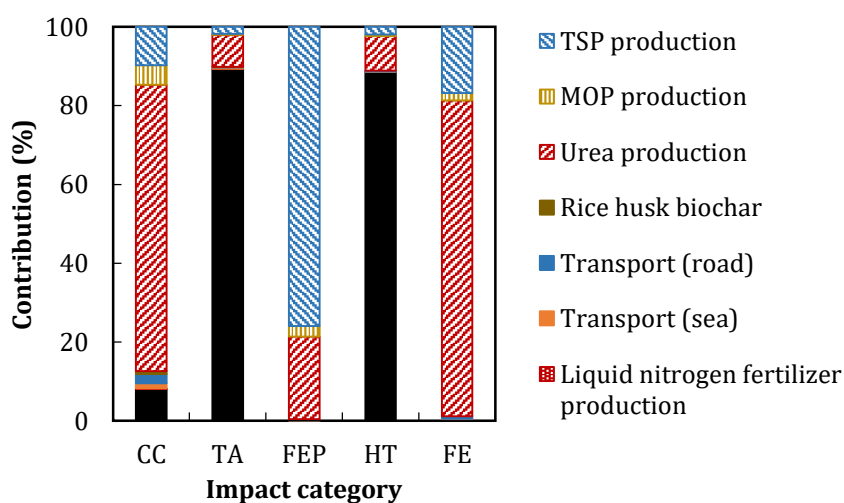 100
80
60
40
20
0
Contribution (%)
CC TA FEP HT FE
Impact category
TSP production
MOP production
Urea production
Rice husk biochar
Transport (road)
Transport (sea)
Liquid nitrogen fertilizer
production